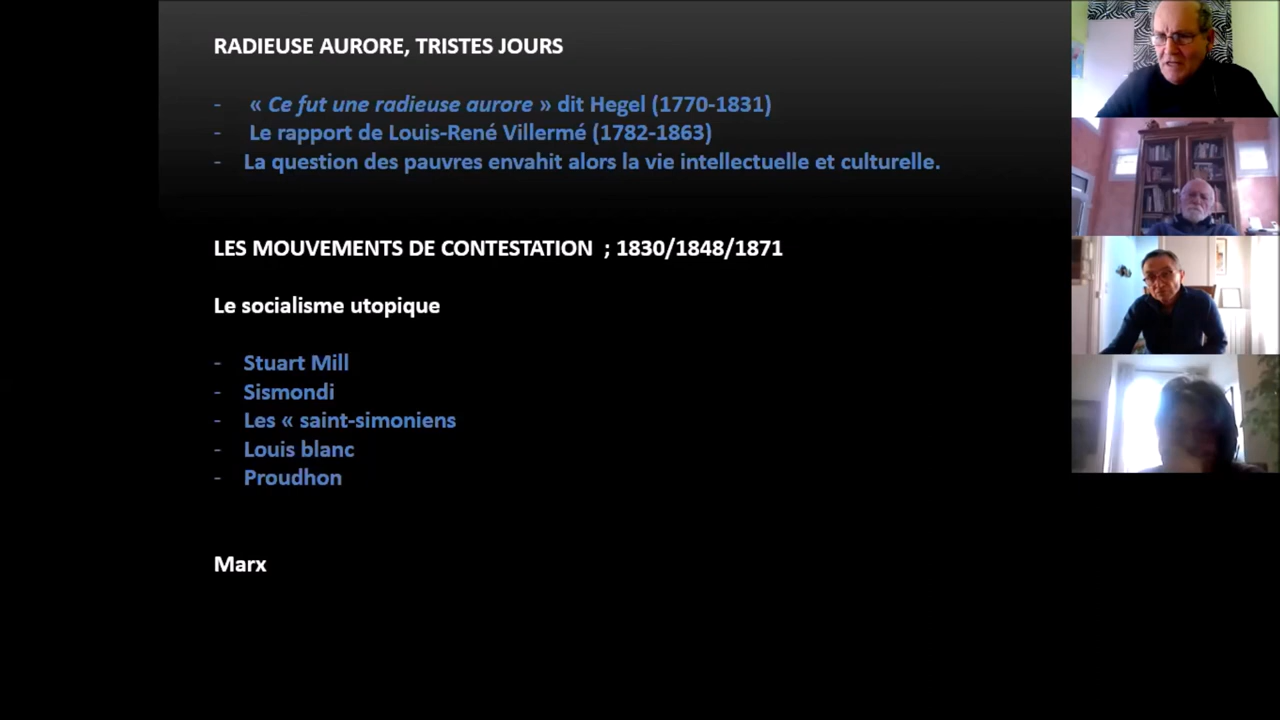 RADIEUSE AURORE, TRISTES JOURS
- « Ce fut une radieuse aurore » dit Hegel (1770-1831)
- Le rapport de Louis-René Villermé (1782-1863)
- La question des pauvres envahit alors la vie intellectuelle et culturelle.
LES MOUVEMENTS DE CONTESTATION ; 1830/1848/1871
Le socialisme utopique
- Stuart Mill
- Sismondi
- Les « saint-simoniens
- Louis blanc
- Proudhon
Marx